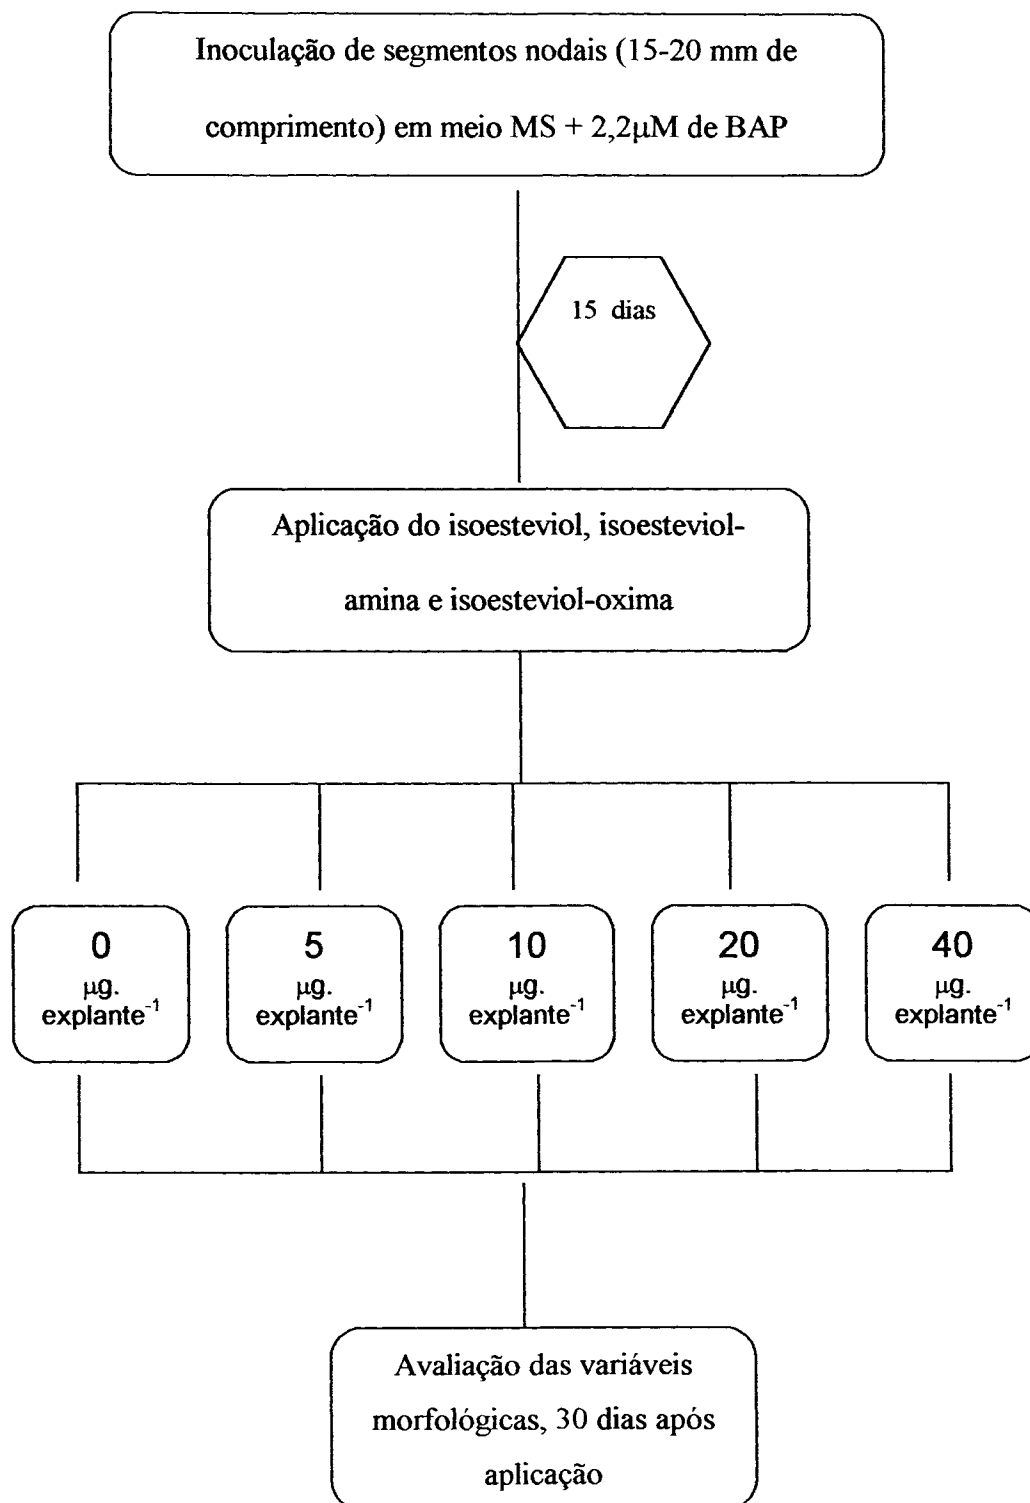 Inoculação de segmentos nodais (15-20 mm de
comprimento) em meio MS + 2,2µM de BAP
15 dias
Aplicação do isoesteviol, isoesteviol-
amina e isoesteviol-oxima
0
µg.
explante⁻¹
5
µg.
explante⁻¹
10
µg.
explante⁻¹
20
µg.
explante⁻¹
40
µg.
explante⁻¹
Avaliação das variáveis
morfológicas, 30 dias após
aplicação